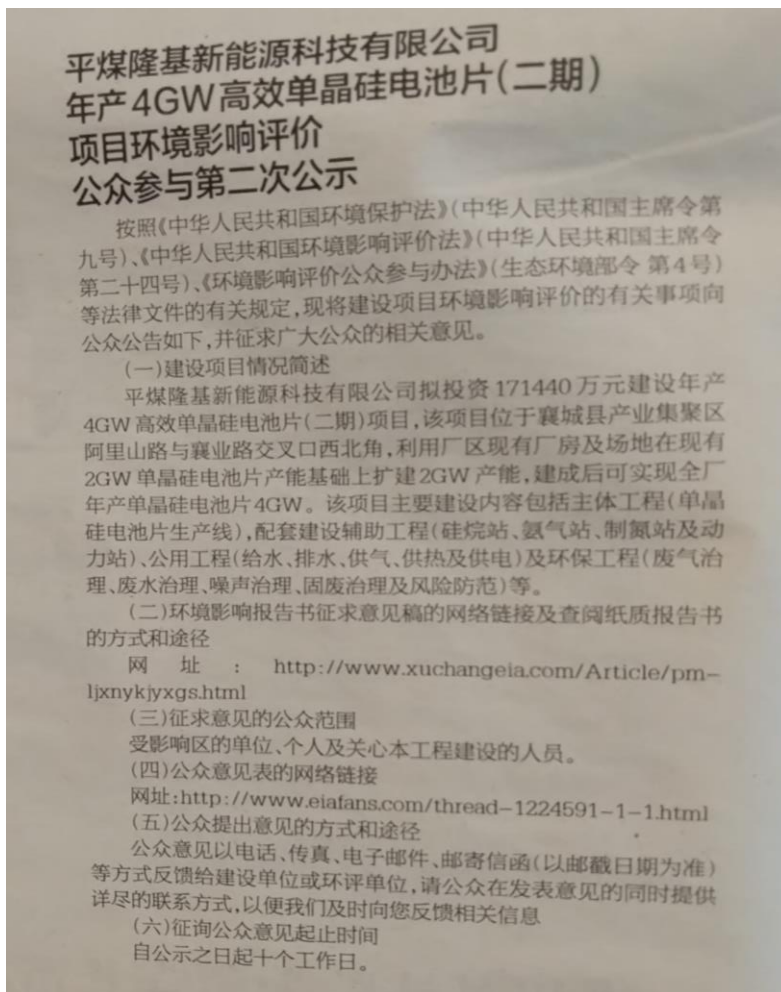 平煤隆基新能源科技有限公司
年产4GW高效单晶硅电池片(二期)
项目环境影响评价
公众参与第二次公示
按照《中华人民共和国环境保护法》(中华人民共和国主席令第
九号)、《中华人民共和国环境影响评价法》(中华人民共和国主席令
第二十四号)、《环境影响评价公众参与办法》(生态环境部令 第4号)
等法律文件的有关规定,现将建设项目环境影响评价的有关事项向
公众公告如下,并征求广大公众的相关意见。
(一)建设项目情况简述
平煤隆基新能源科技有限公司拟投资171440万元建设年产
4GW高效单晶硅电池片(二期)项目,该项目位于襄城县产业集聚区
阿里山路与襄业路交叉口西北角,利用厂区现有厂房及场地在现有
2GW单晶硅电池片产能基础上扩建2GW产能,建成后可实现全厂
年产单晶硅电池片4GW。该项目主要建设内容包括主体工程(单晶
硅电池片生产线),配套建设辅助工程(硅烷站、氨气站、制氮站及动
力站)、公用工程(给水、排水、供气、供热及供电)及环保工程(废气治
理、废水治理、噪声治理、固废治理及风险防范)等。
(二)环境影响报告书征求意见稿的网络链接及查阅纸质报告书
的方式和途径
网 址 : http://www.xuchangeia.com/Article/pm-
ljxnykjyxgs.html
(三)征求意见的公众范围
受影响区的单位、个人及关心本工程建设的人员。
(四)公众意见表的网络链接
网址:http://www.eiafans.com/thread-1224591-1-1.html
(五)公众提出意见的方式和途径
公众意见以电话、传真、电子邮件、邮寄信函(以邮戳日期为准)
等方式反馈给建设单位或环评单位,请公众在发表意见的同时提供
详尽的联系方式,以便我们及时向您反馈相关信息
(六)征询公众意见起止时间
自公示之日起十个工作日。